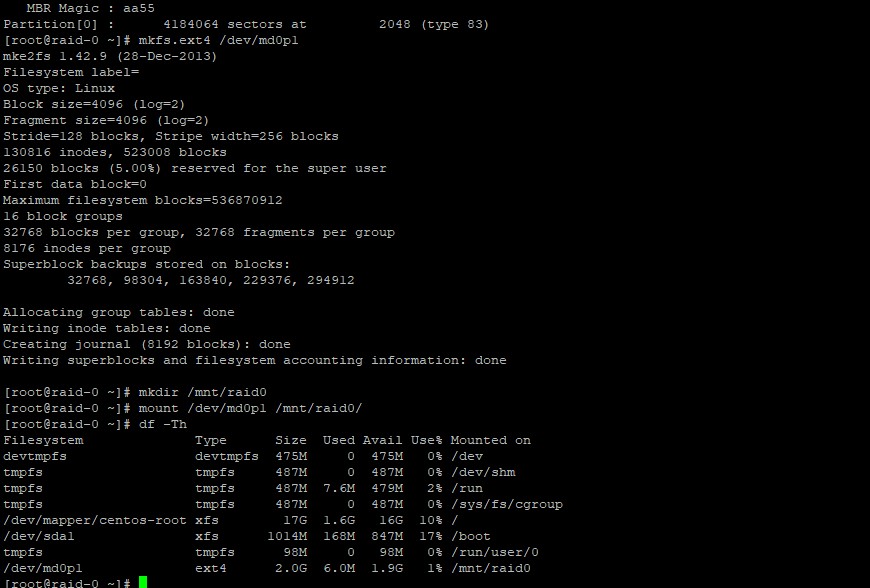 MBR Magic : aa55
Partition[0] :      4184064 sectors at         2048 (type 83)
[root@raid-0 ~]# mkfs.ext4 /dev/md0p1
mke2fs 1.42.9 (28-Dec-2013)
Filesystem label=
OS type: Linux
Block size=4096 (log=2)
Fragment size=4096 (log=2)
Stride=128 blocks, Stripe width=256 blocks
130816 inodes, 523008 blocks
26150 blocks (5.00%) reserved for the super user
First data block=0
Maximum filesystem blocks=536870912
16 block groups
32768 blocks per group, 32768 fragments per group
8176 inodes per group
Superblock backups stored on blocks:
        32768, 98304, 163840, 229376, 294912

Allocating group tables: done
Writing inode tables: done
Creating journal (8192 blocks): done
Writing superblocks and filesystem accounting information: done

[root@raid-0 ~]# mkdir /mnt/raid0
[root@raid-0 ~]# mount /dev/md0p1 /mnt/raid0/
[root@raid-0 ~]# df -Th
Filesystem              Type      Size  Used Avail Use% Mounted on
devtmpfs                devtmpfs  475M     0  475M   0% /dev
tmpfs                   tmpfs     487M     0  487M   0% /dev/shm
tmpfs                   tmpfs     487M  7.6M  479M   2% /run
tmpfs                   tmpfs     487M     0  487M   0% /sys/fs/cgroup
/dev/mapper/centos-root xfs        17G  1.6G   16G  10% /
/dev/sda1               xfs      1014M  168M  847M  17% /boot
tmpfs                   tmpfs      98M     0   98M   0% /run/user/0
/dev/md0p1              ext4      2.0G  6.0M  1.9G   1% /mnt/raid0
[root@raid-0 ~]#